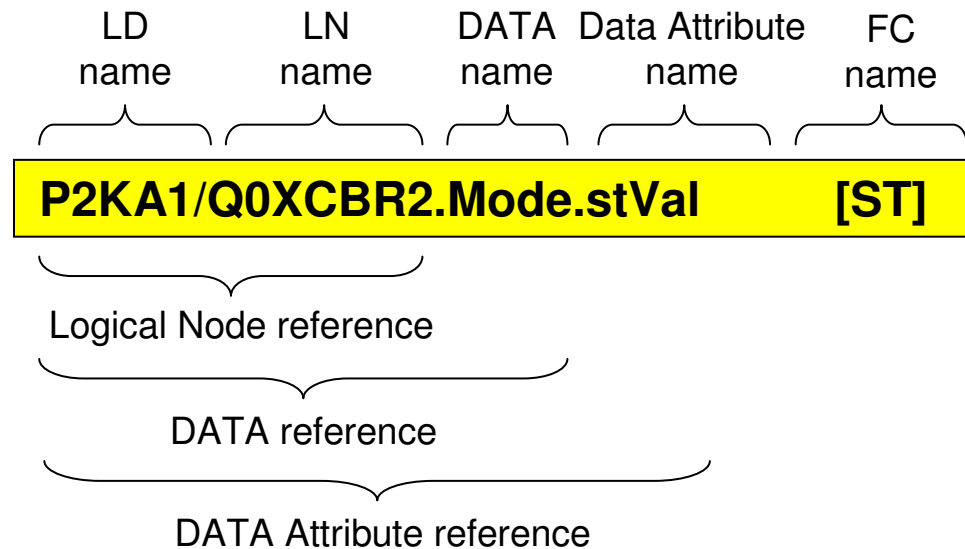 LD LN DATA Data Attribute FC
name name name name name
P2KA1/Q0XCBR2.Mode.stVal [ST]
Logical Node reference
DATA reference
DATA Attribute reference